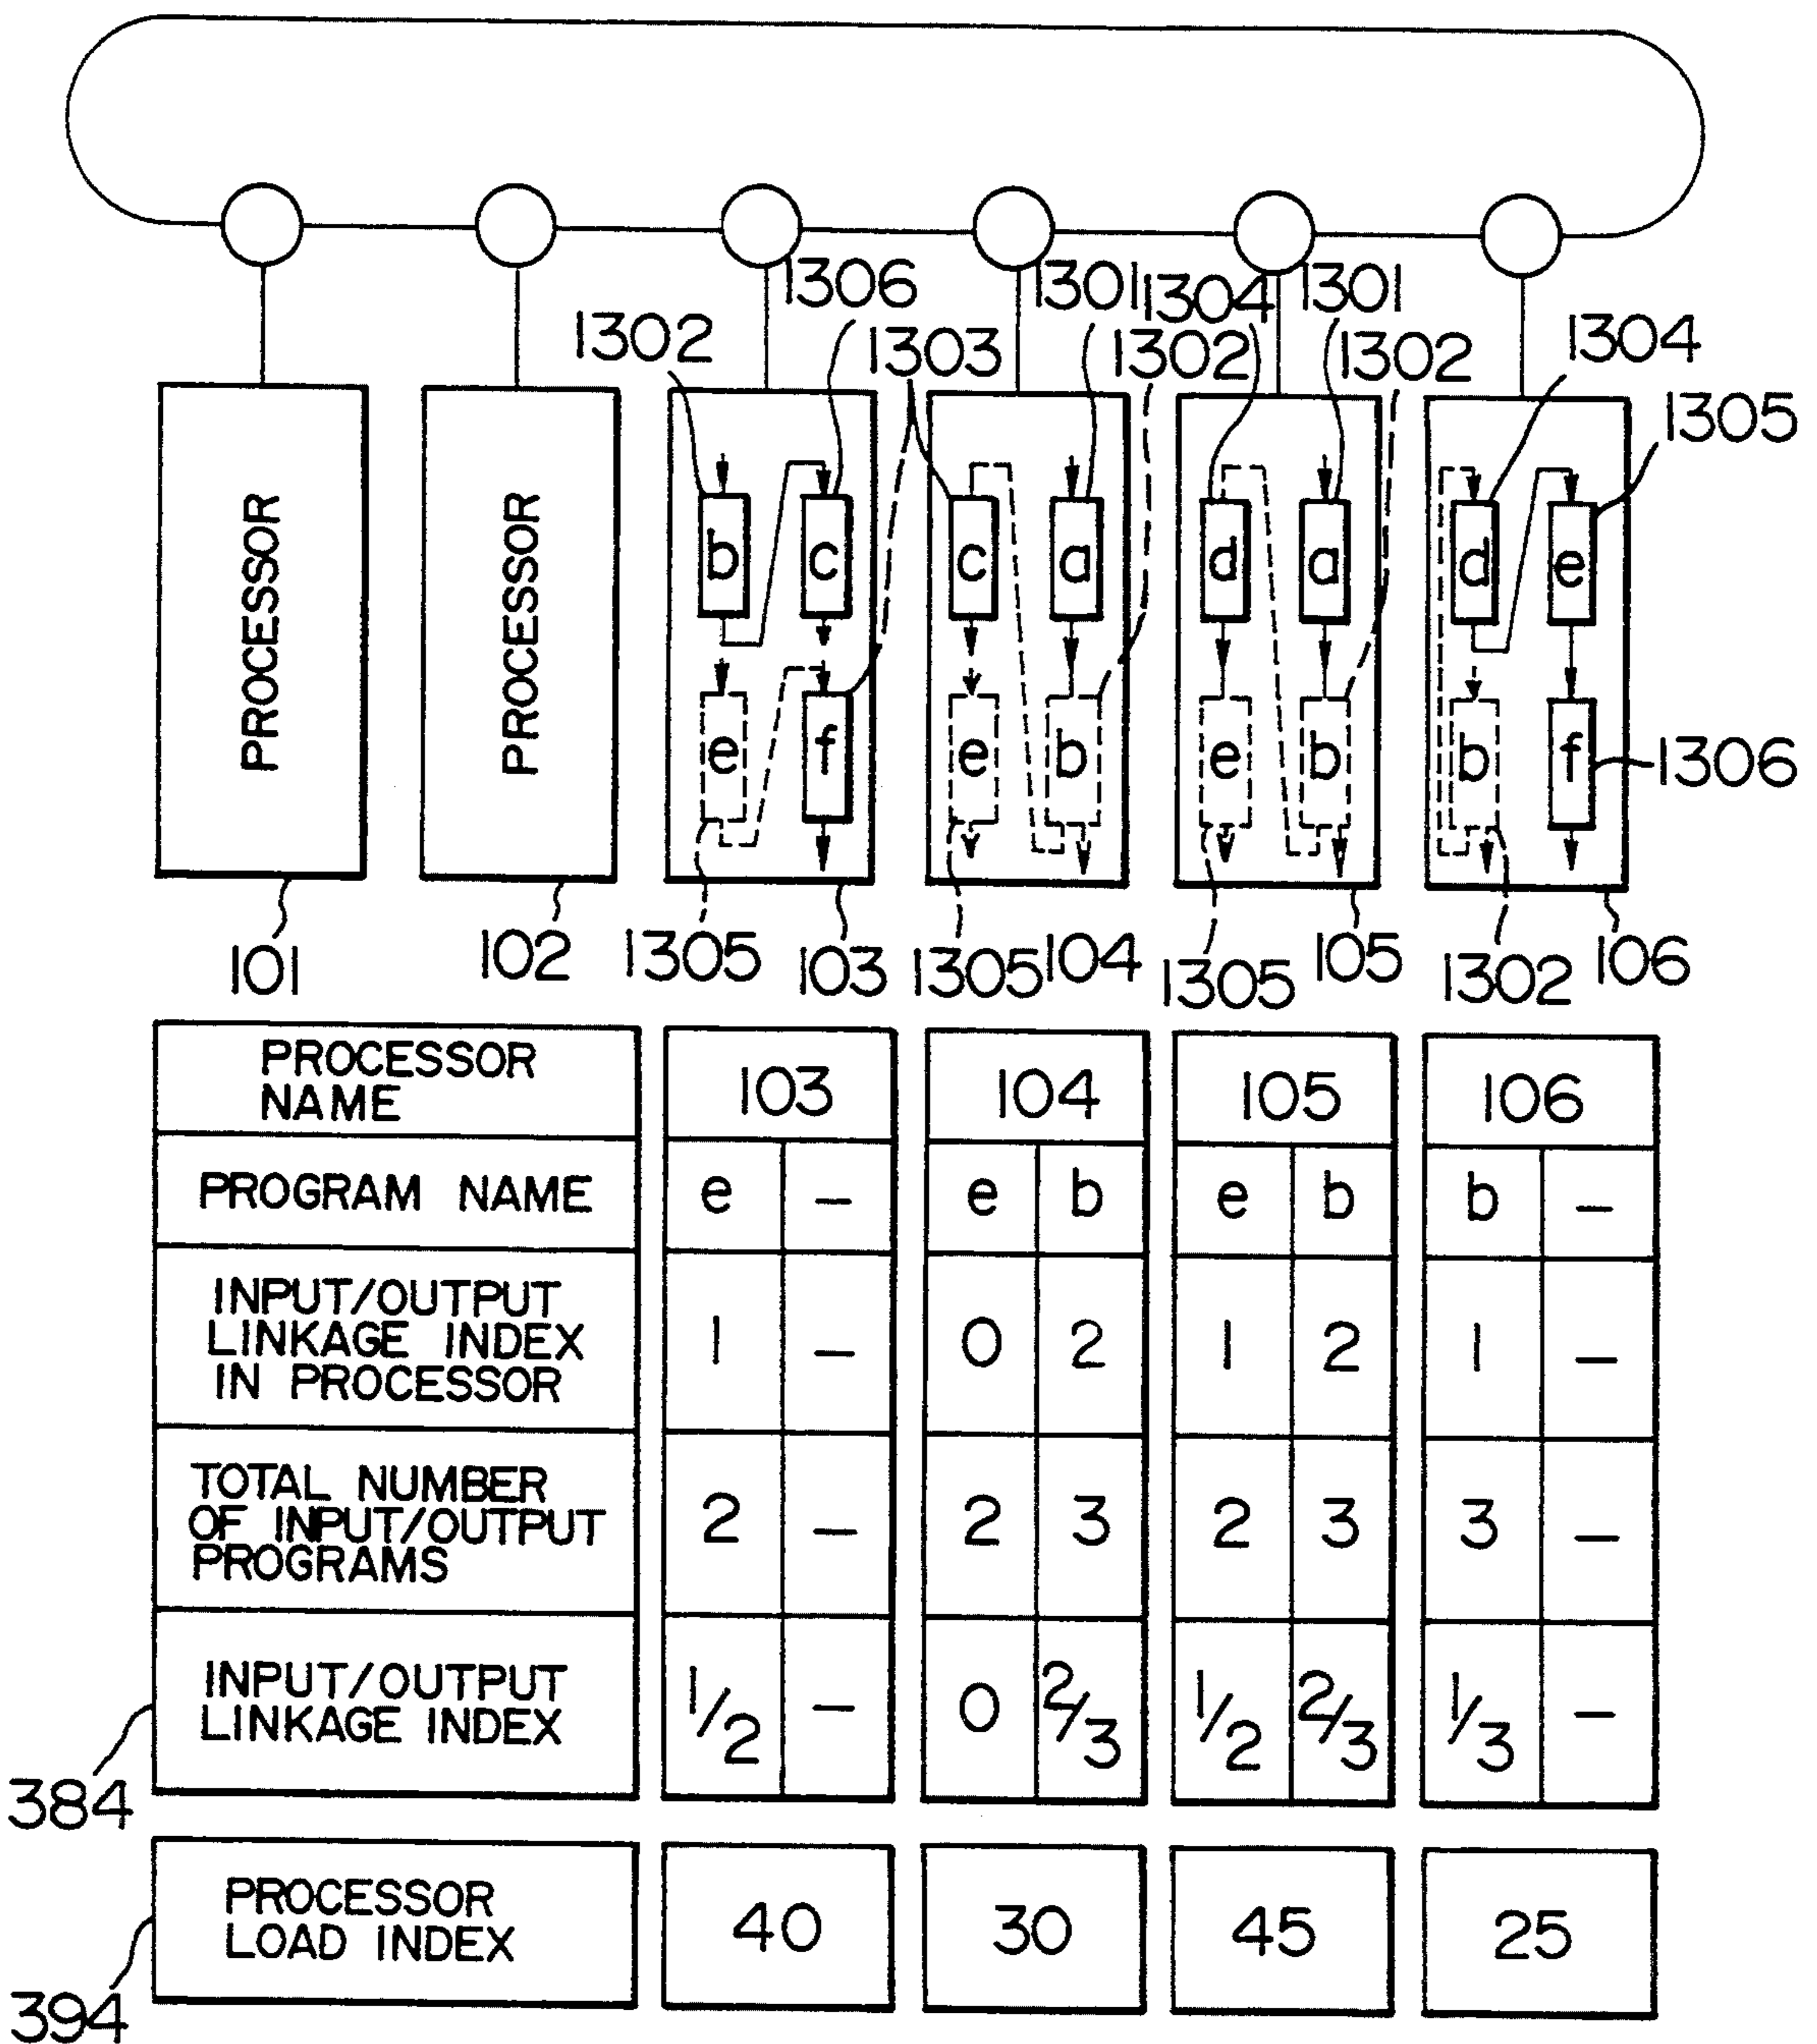 1306 1301 1304 1301
1302 1303 1302 1302 1304
1305
PROCESSOR PROCESSOR
b c c a d a d e
e f e b e b b f
1306
101 102 1305 103 1305 104 1305 105 1302 106
PROCESSOR
NAME 103 104 105 106
PROGRAM NAME e – e b e b b –
INPUT/OUTPUT
LINKAGE INDEX
IN PROCESSOR 1 – 0 2 1 2 1 –
TOTAL NUMBER
OF INPUT/OUTPUT
PROGRAMS 2 – 2 3 2 3 3 –
INPUT/OUTPUT
LINKAGE INDEX 1/2 – 0 2/3 1/2 2/3 1/3 –
384
PROCESSOR
LOAD INDEX 40 30 45 25
394